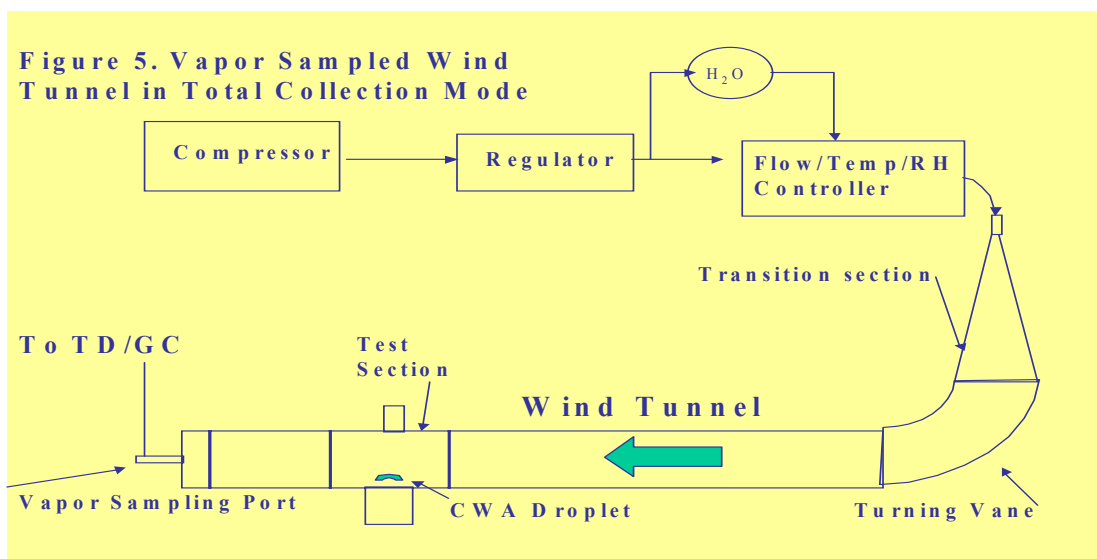 Figure 5. Vapor Sampled Wind
Tunnel in Total Collection Mode
H₂O
Compressor
Regulator
Flow/Temp/RH
Controller
Transition section
To TD/GC
Test
Section
Wind Tunnel
Vapor Sampling Port
CWA Droplet
Turning Vane